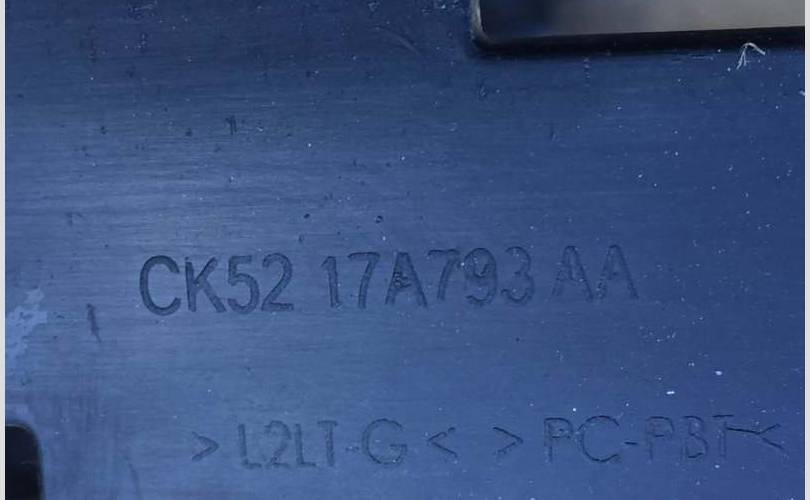 CK52 17A793 AA
>L2LT-G< >PC-PBT<